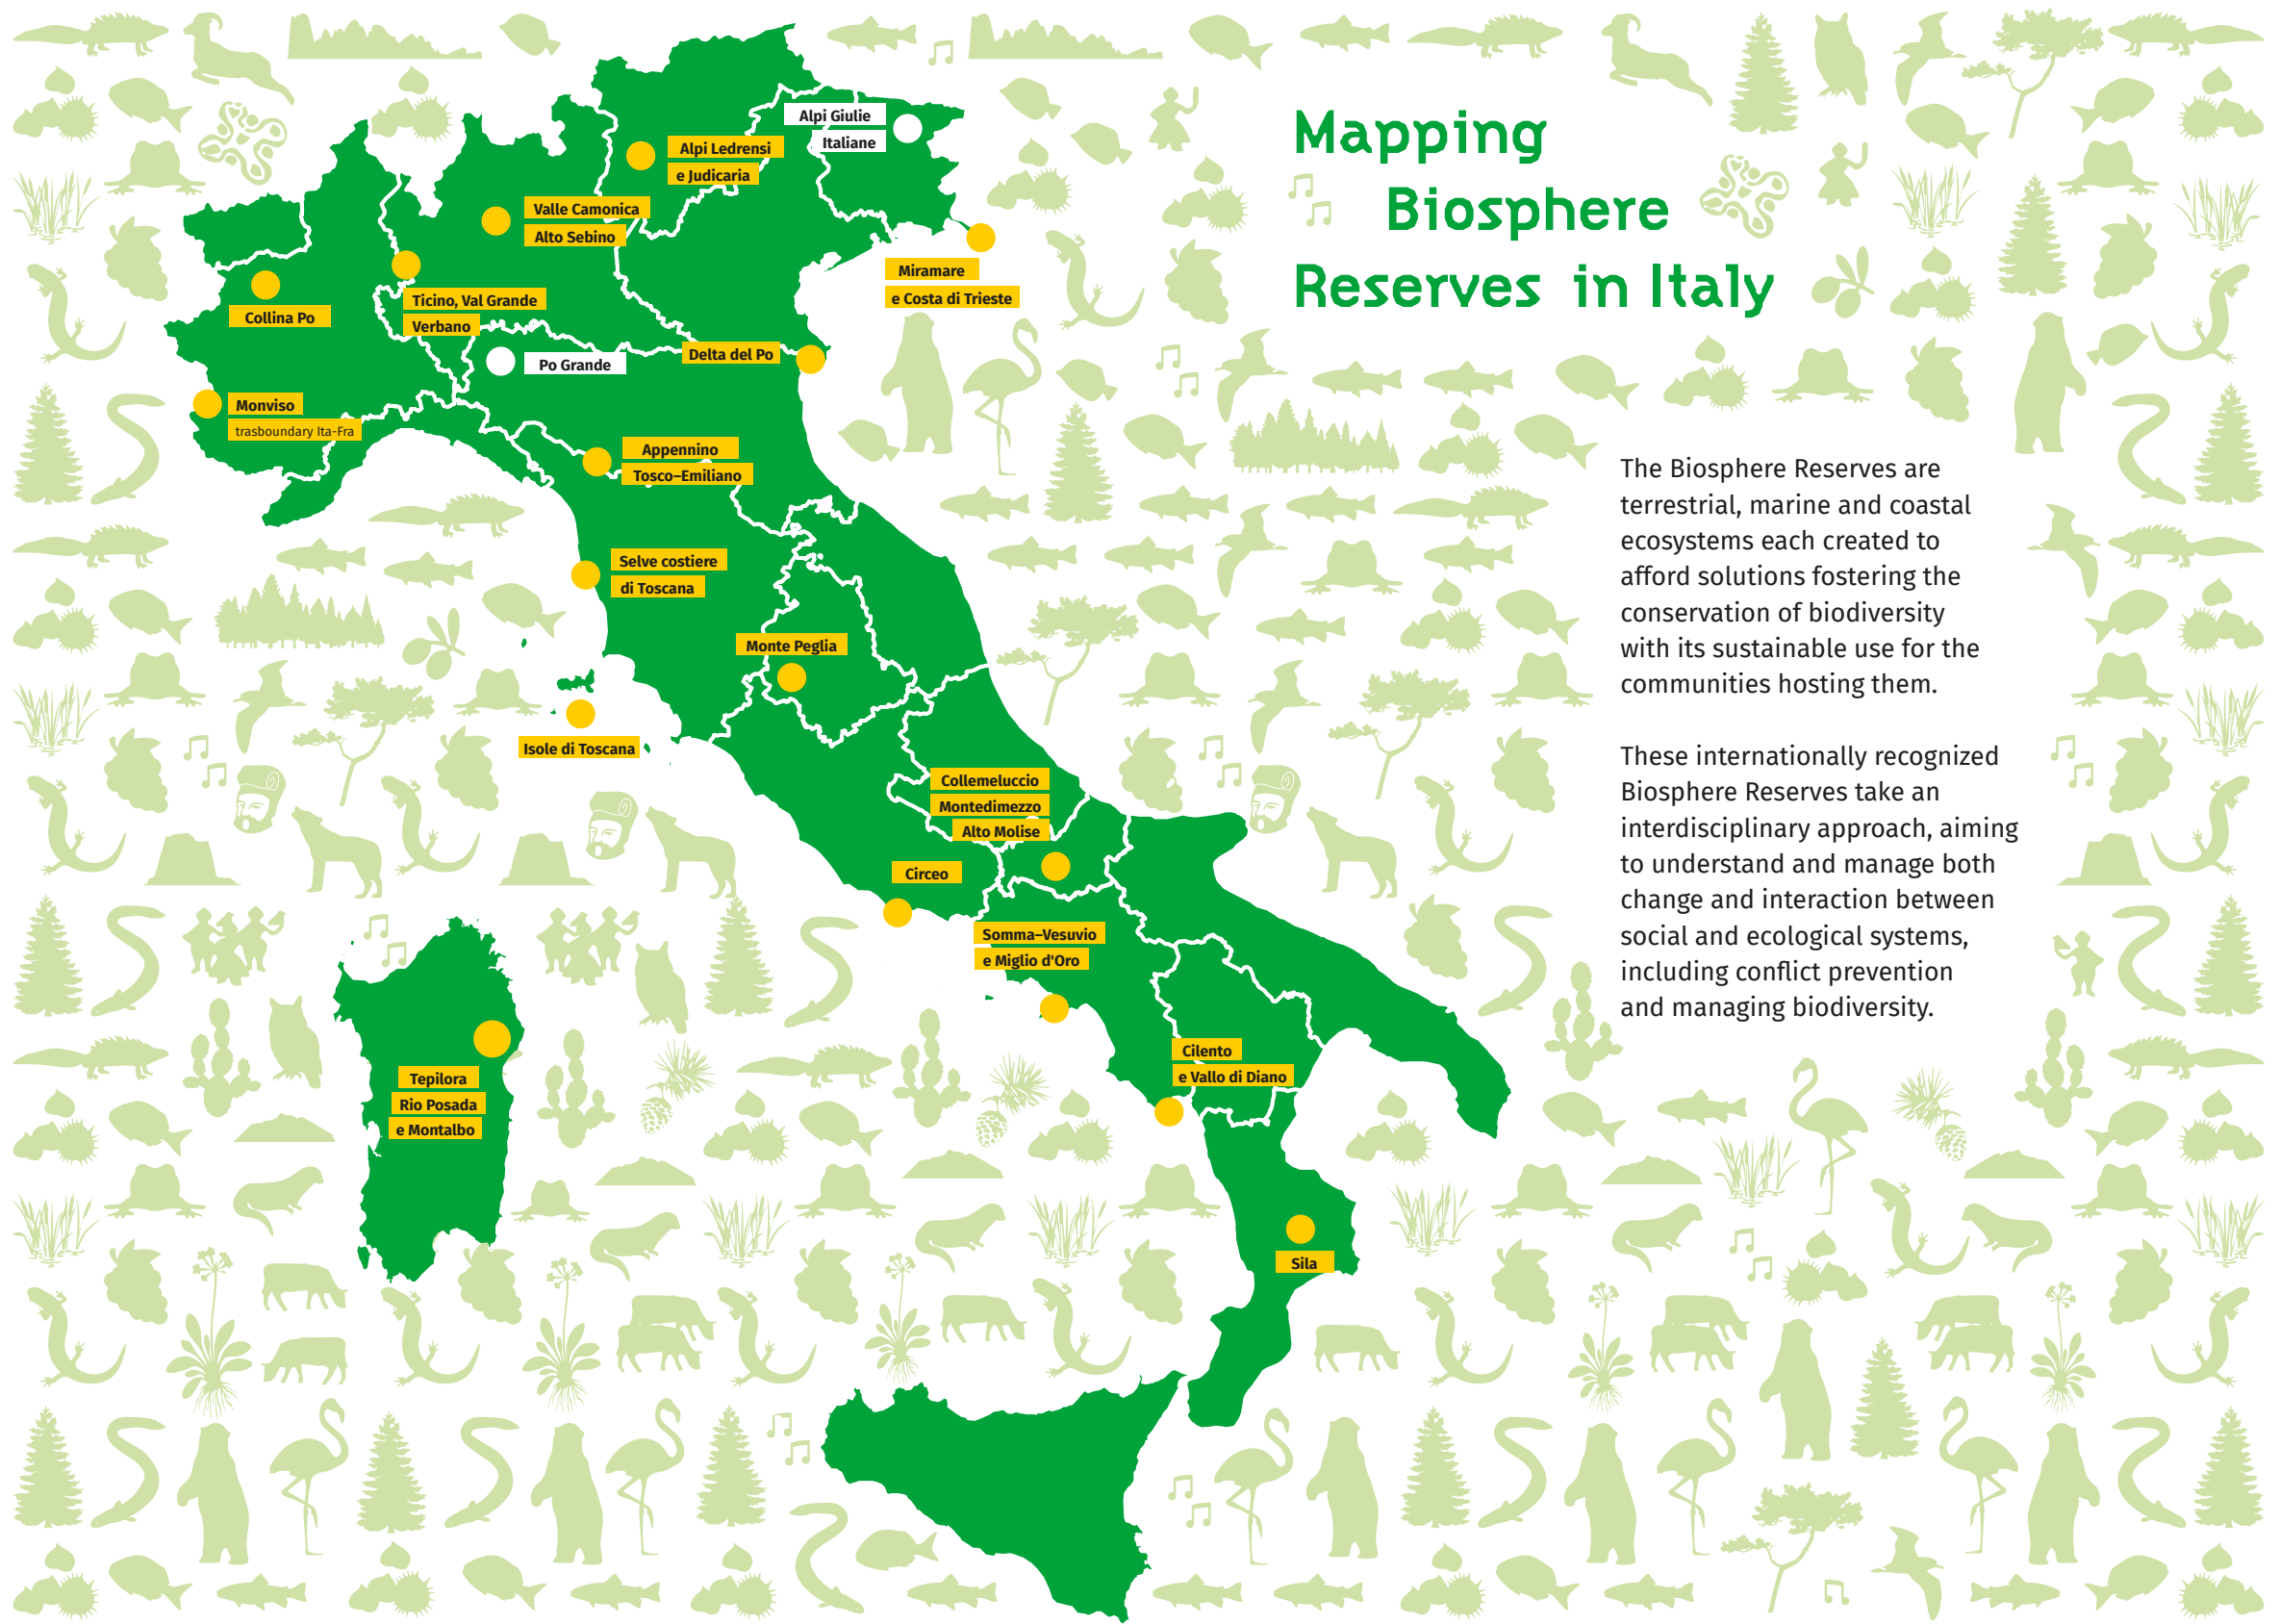 Mapping
Biosphere
Reserves in Italy
Alpi Giulie
Italiane
Alpi Ledrensi
e Judicaria
Valle Camonica
Alto Sebino
Miramare
e Costa di Trieste
Ticino, Val Grande
Verbano
Collina Po
Po Grande
Delta del Po
Monviso
trasboundary Ita-Fra
Appennino
Tosco–Emiliano
Selve costiere
di Toscana
Monte Peglia
Isole di Toscana
Collemeluccio
Montedimezzo
Alto Molise
Circeo
Somma–Vesuvio
e Miglio d'Oro
Cilento
e Vallo di Diano
Tepilora
Rio Posada
e Montalbo
Sila
The Biosphere Reserves are
terrestrial, marine and coastal
ecosystems each created to
afford solutions fostering the
conservation of biodiversity
with its sustainable use for the
communities hosting them.
These internationally recognized
Biosphere Reserves take an
interdisciplinary approach, aiming
to understand and manage both
change and interaction between
social and ecological systems,
including conflict prevention
and managing biodiversity.